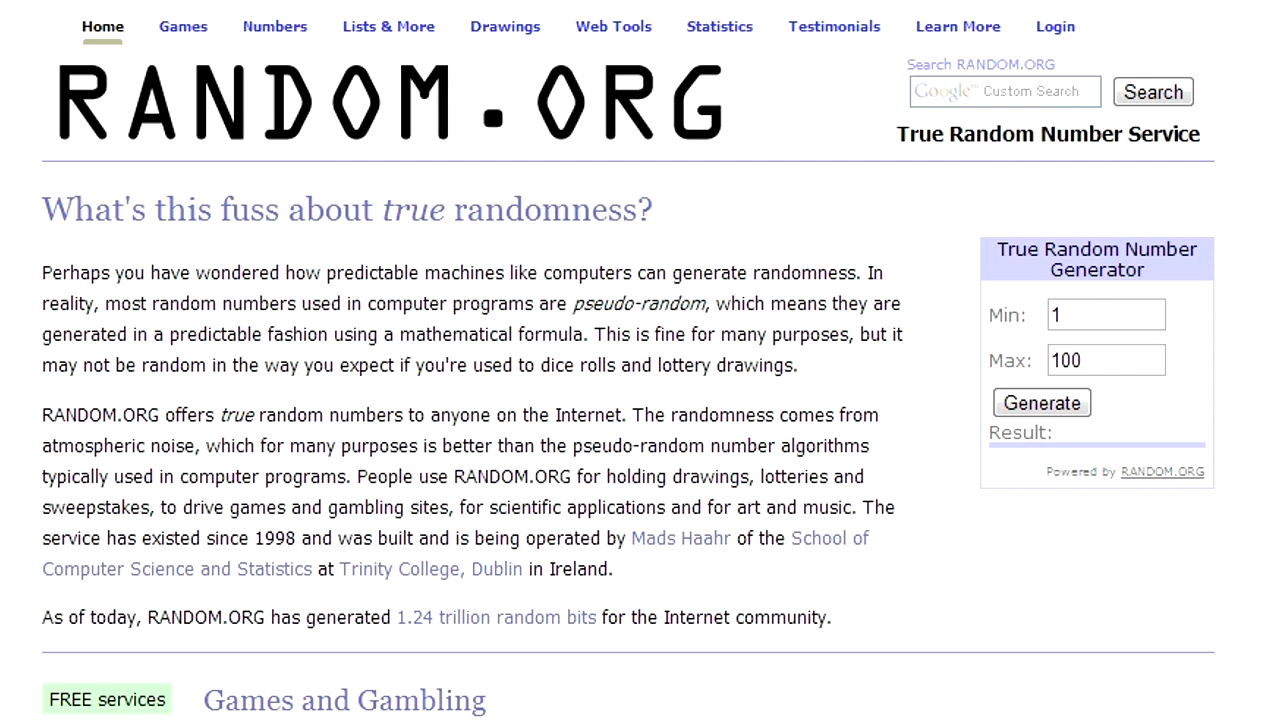 Home Games Numbers Lists & More Drawings Web Tools Statistics Testimonials Learn More Login
RANDOM.ORG
Search RANDOM.ORG
Google™ Custom Search Search
True Random Number Service
What's this fuss about true randomness?
Perhaps you have wondered how predictable machines like computers can generate randomness. In
reality, most random numbers used in computer programs are pseudo-random, which means they are
generated in a predictable fashion using a mathematical formula. This is fine for many purposes, but it
may not be random in the way you expect if you're used to dice rolls and lottery drawings.
RANDOM.ORG offers true random numbers to anyone on the Internet. The randomness comes from
atmospheric noise, which for many purposes is better than the pseudo-random number algorithms
typically used in computer programs. People use RANDOM.ORG for holding drawings, lotteries and
sweepstakes, to drive games and gambling sites, for scientific applications and for art and music. The
service has existed since 1998 and was built and is being operated by Mads Haahr of the School of
Computer Science and Statistics at Trinity College, Dublin in Ireland.
As of today, RANDOM.ORG has generated 1.24 trillion random bits for the Internet community.
True Random Number
Generator
Min: 1
Max: 100
Generate
Result:
Powered by RANDOM.ORG
FREE services Games and Gambling